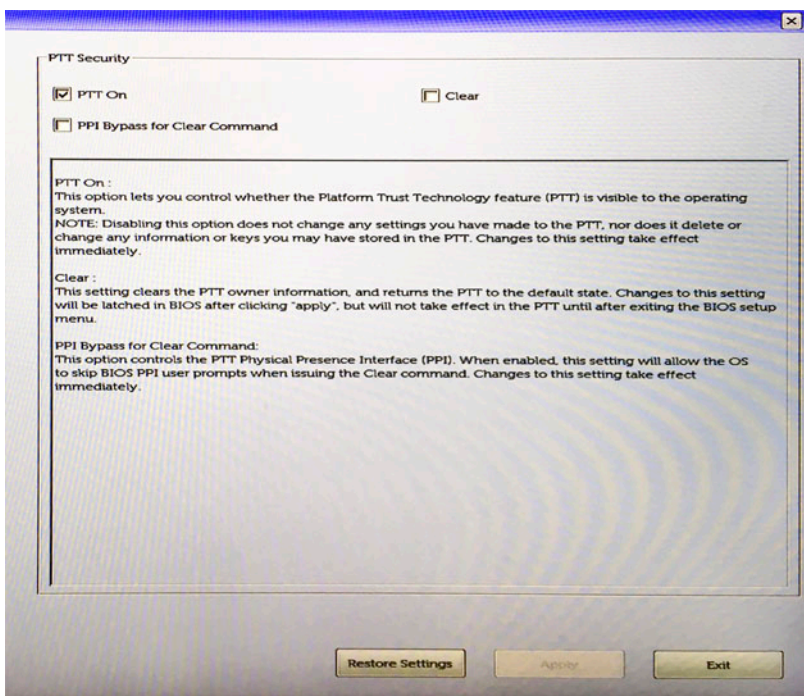 PTT Security
PTT On
Clear
PPI Bypass for Clear Command
PTT On :
This option lets you control whether the Platform Trust Technology feature (PTT) is visible to the operating
system.
NOTE: Disabling this option does not change any settings you have made to the PTT, nor does it delete or
change any information or keys you may have stored in the PTT. Changes to this setting take effect
immediately.
Clear :
This setting clears the PTT owner information, and returns the PTT to the default state. Changes to this setting
will be latched in BIOS after clicking "apply", but will not take effect in the PTT until after exiting the BIOS setup
menu.
PPI Bypass for Clear Command:
This option controls the PTT Physical Presence Interface (PPI). When enabled, this setting will allow the OS
to skip BIOS PPI user prompts when issuing the Clear command. Changes to this setting take effect
immediately.
Restore Settings
Apply
Exit